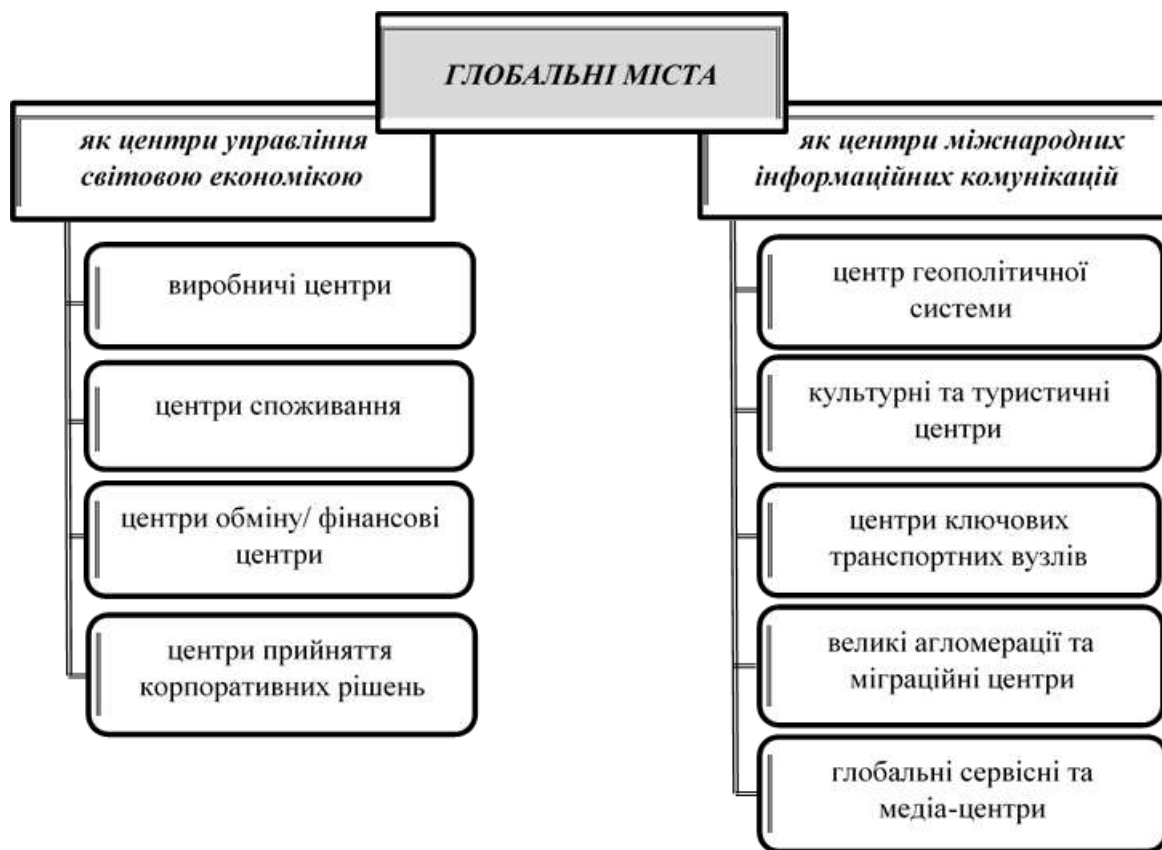 ГЛОБАЛЬНІ МІСТА
як центри управління
світовою економікою
виробничі центри
центри споживання
центри обміну/ фінансові
центри
центри прийняття
корпоративних рішень
як центри міжнародних
інформаційних комунікацій
центр геополітичної
системи
культурні та туристичні
центри
центри ключових
транспортних вузлів
великі агломерації та
міграційні центри
глобальні сервісні та
медіа-центри